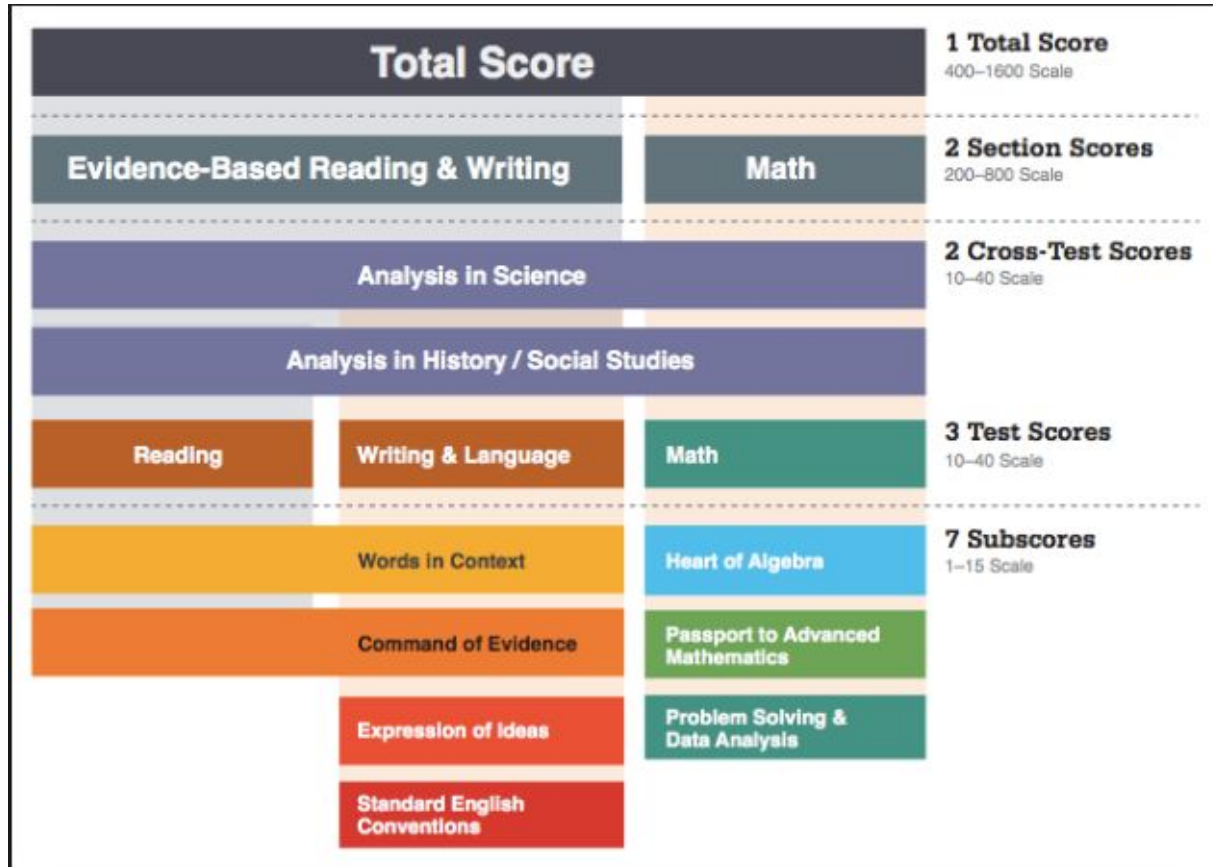 Total Score
1 Total Score
400–1600 Scale
Evidence-Based Reading & Writing
Math
2 Section Scores
200–800 Scale
Analysis in Science
2 Cross-Test Scores
10–40 Scale
Analysis in History / Social Studies
Reading
Writing & Language
Math
3 Test Scores
10–40 Scale
Words in Context
Heart of Algebra
7 Subscores
1–15 Scale
Command of Evidence
Passport to Advanced
Mathematics
Expression of Ideas
Problem Solving &
Data Analysis
Standard English
Conventions